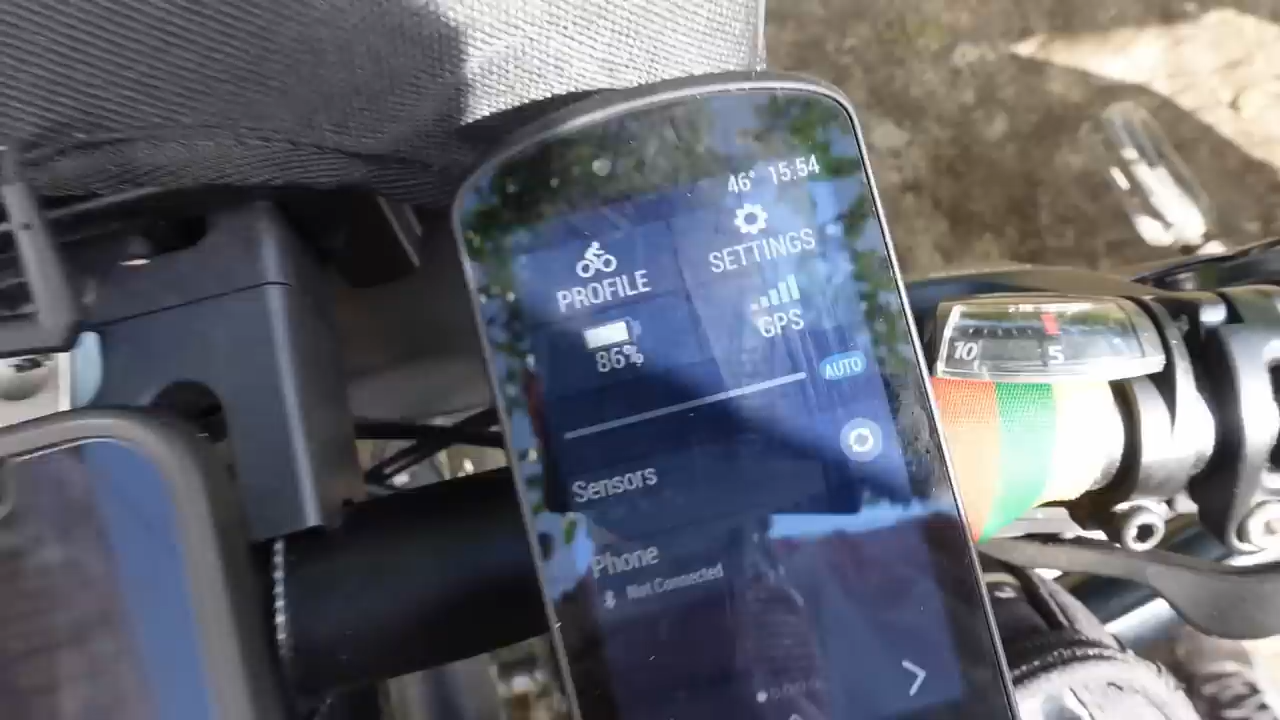 46° 15:54
PROFILE
SETTINGS
86%
GPS
AUTO
Sensors
Phone
Not Connected
10 5